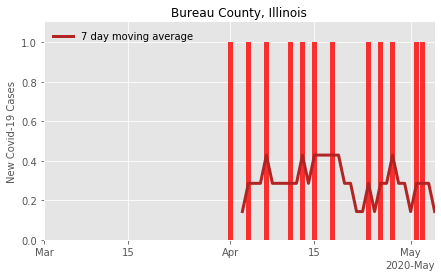 Bureau County, Illinois
7 day moving average
New Covid-19 Cases
1.0
0.8
0.6
0.4
0.2
0.0
Mar 15 Apr 15 May
2020-May